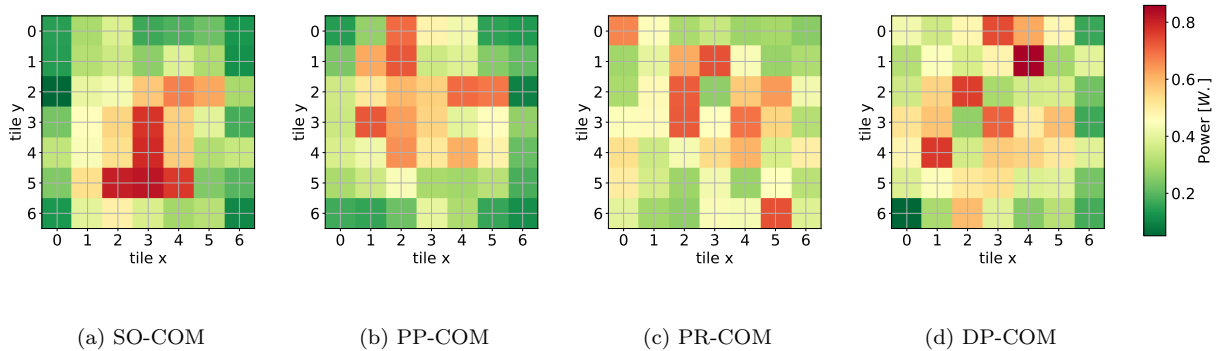 0
1
2
3
4
5
6
tile y
0 1 2 3 4 5 6
tile x
0
1
2
3
4
5
6
tile y
0 1 2 3 4 5 6
tile x
0
1
2
3
4
5
6
tile y
0 1 2 3 4 5 6
tile x
0
1
2
3
4
5
6
tile y
0 1 2 3 4 5 6
tile x
0.8
0.6
0.4
0.2
Power [W.]
(a) SO-COM
(b) PP-COM
(c) PR-COM
(d) DP-COM